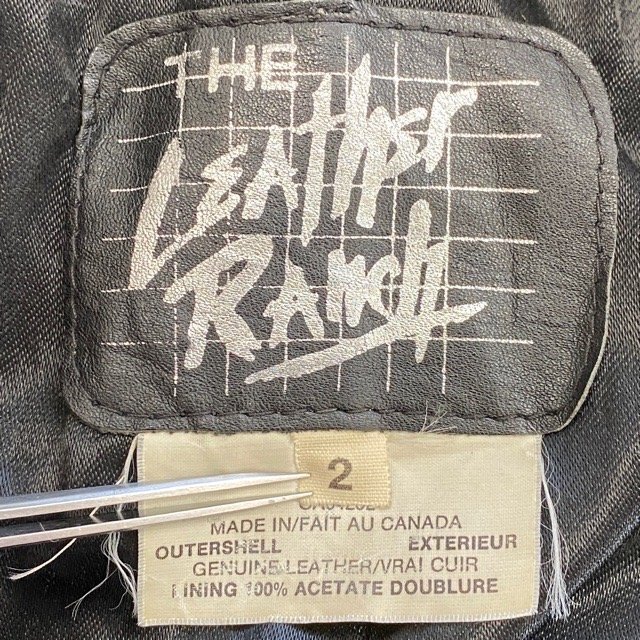 THE
LEAtHER
RANch
2
MADE IN/FAIT AU CANADA
OUTERSHELL EXTERIEUR
GENUINE LEATHER/VRAI CUIR
LINING 100% ACETATE DOUBLURE